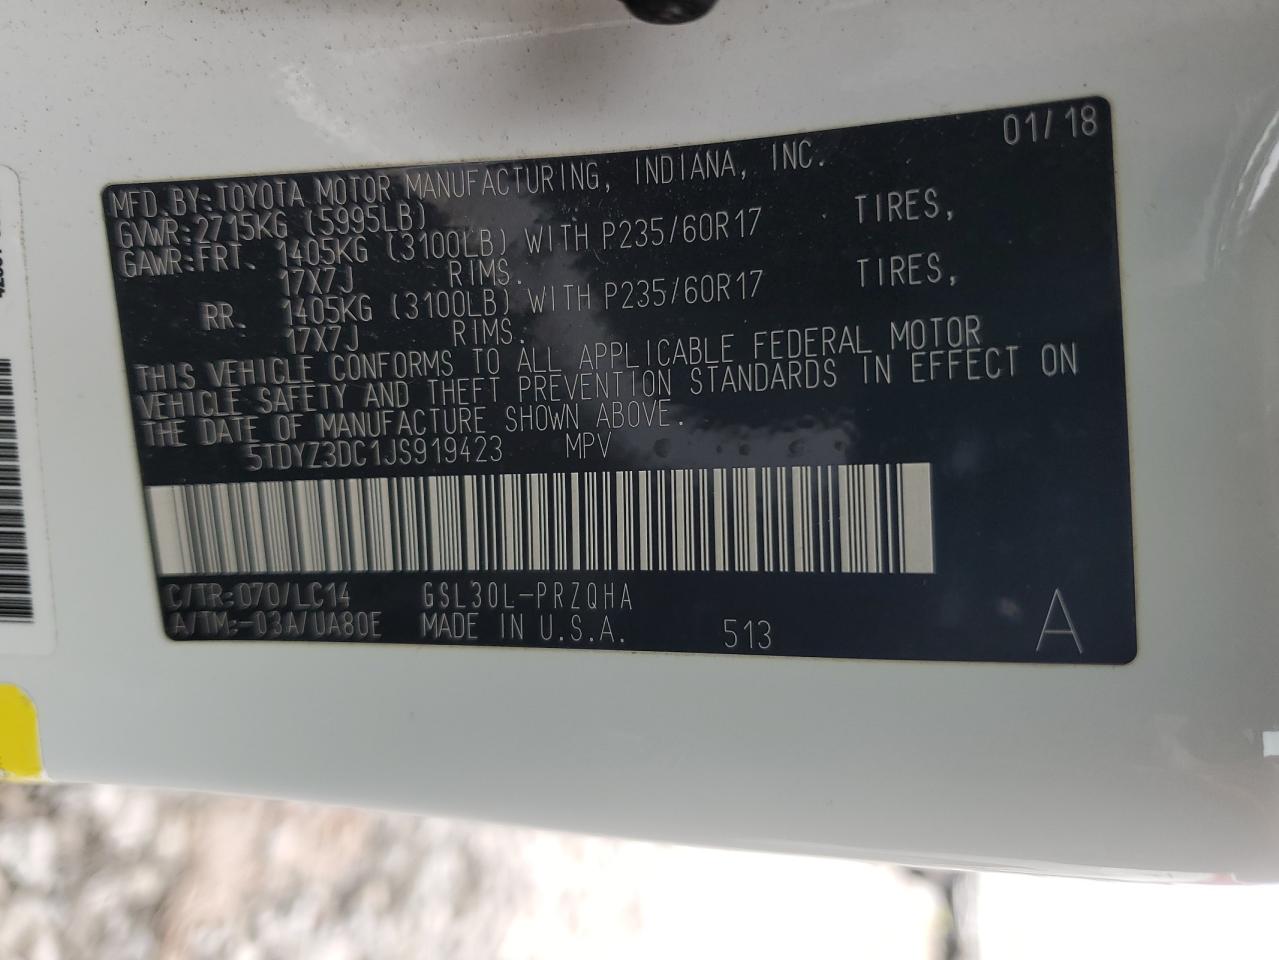 01/18
MFD.BY:TOYOTA MOTOR MANUFACTURING, INDIANA, INC.
GVWR:2715KG (5995LB)
GAWR:FRT. 1405KG (3100LB) WITH P235/60R17 TIRES,
17X7J RIMS.
RR. 1405KG (3100LB) WITH P235/60R17 TIRES,
17X7J RIMS.
THIS VEHICLE CONFORMS TO ALL APPLICABLE FEDERAL MOTOR
VEHICLE SAFETY AND THEFT PREVENTION STANDARDS IN EFFECT ON
THE DATE OF MANUFACTURE SHOWN ABOVE.
5TDYZ3DC1JS919423 MPV
C/TR:070/LC14 GSL30L-PRZQHA
A/TM:-03A/UA80E MADE IN U.S.A. 513 A